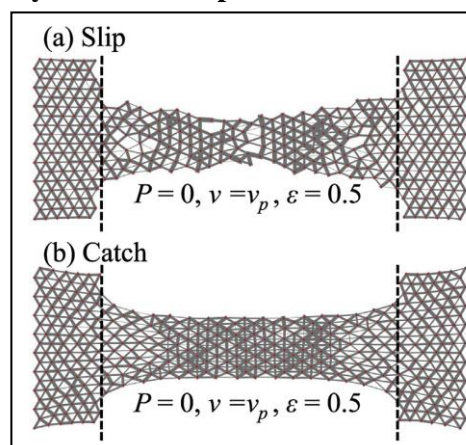 (a) Slip
P = 0, v = v_p, ε = 0.5
(b) Catch
P = 0, v = v_p, ε = 0.5